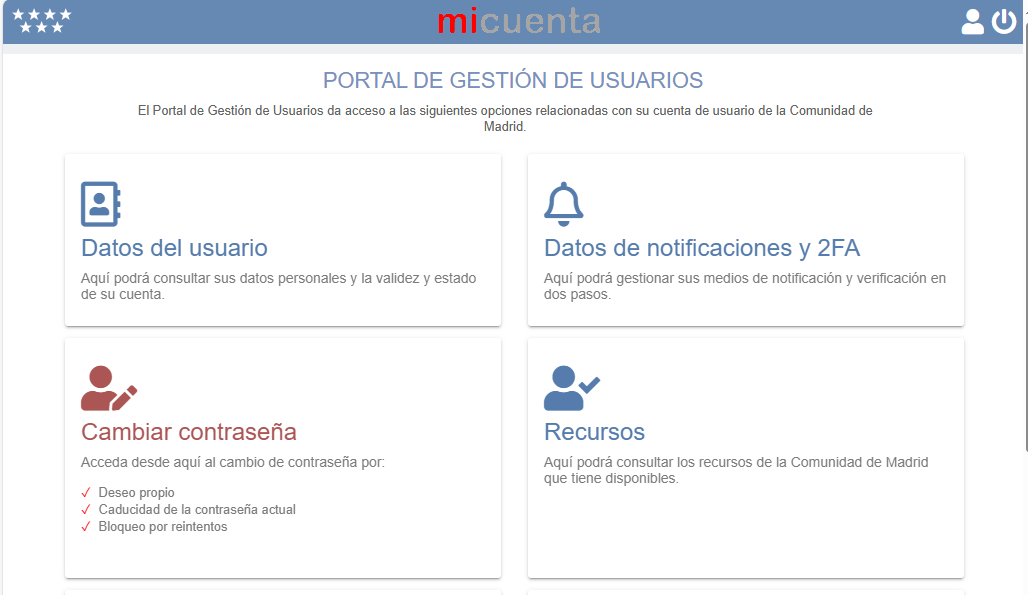 micuenta
PORTAL DE GESTIÓN DE USUARIOS
El Portal de Gestión de Usuarios da acceso a las siguientes opciones relacionadas con su cuenta de usuario de la Comunidad de
Madrid.
Datos del usuario
Aquí podrá consultar sus datos personales y la validez y estado
de su cuenta.
Datos de notificaciones y 2FA
Aquí podrá gestionar sus medios de notificación y verificación en
dos pasos.
Cambiar contraseña
Acceda desde aquí al cambio de contraseña por:
✓ Deseo propio
✓ Caducidad de la contraseña actual
✓ Bloqueo por reintentos
Recursos
Aquí podrá consultar los recursos de la Comunidad de Madrid
que tiene disponibles.